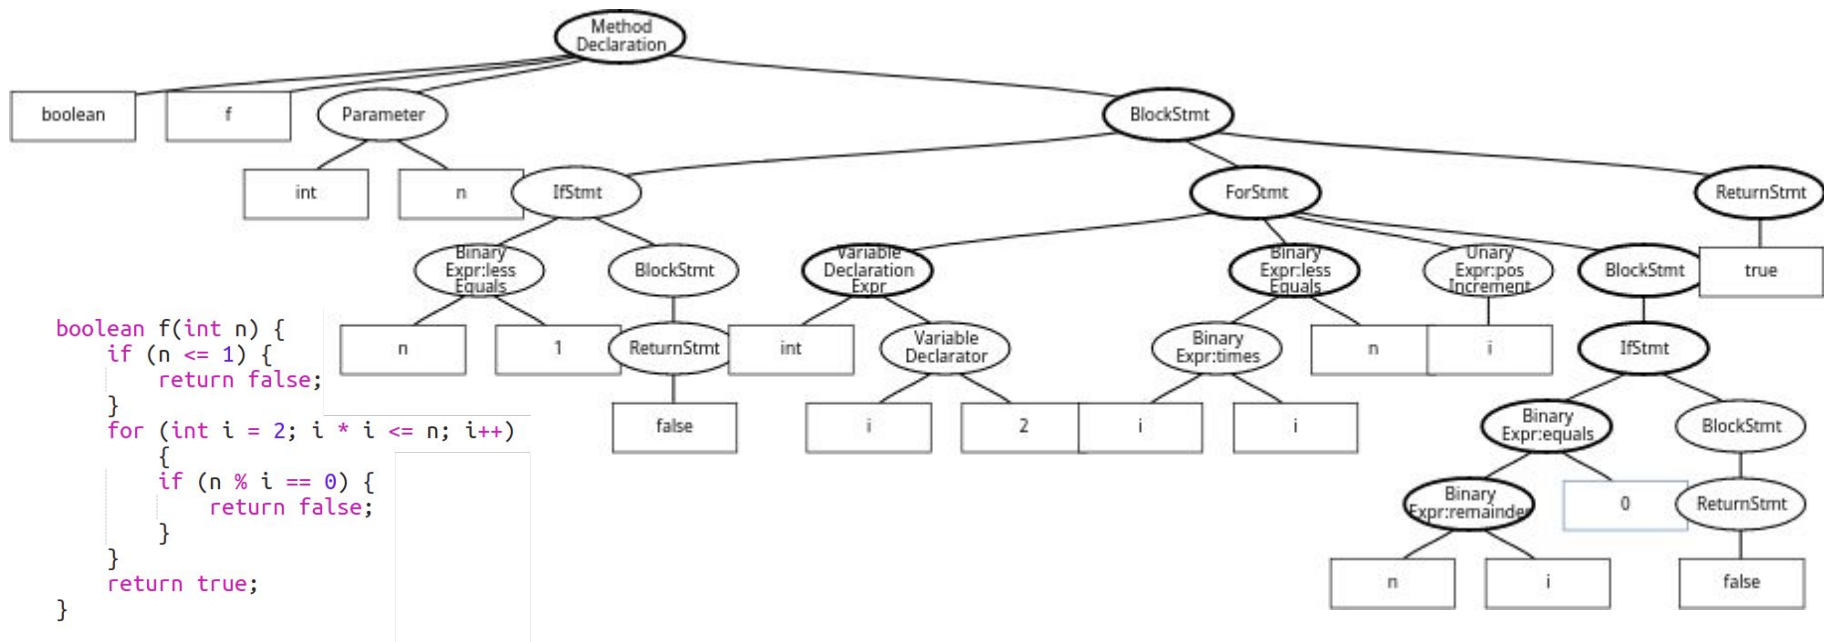 Method
Declaration
boolean
f
Parameter
BlockStmt
int
n
IfStmt
ForStmt
ReturnStmt
Binary
Expr:less
Equals
BlockStmt
Variable
Declaration
Expr
Binary
Expr:less
Equals
Unary
Expr:pos
Increment
BlockStmt
true
n
1
ReturnStmt
int
Variable
Declarator
Binary
Expr:times
n
i
IfStmt
false
i
2
i
i
Binary
Expr:equals
BlockStmt
Binary
Expr:remainder
0
ReturnStmt
n
i
false
boolean f(int n) {
if (n <= 1) {
return false;
}
for (int i = 2; i * i <= n; i++)
{
if (n % i == 0) {
return false;
}
}
return true;
}